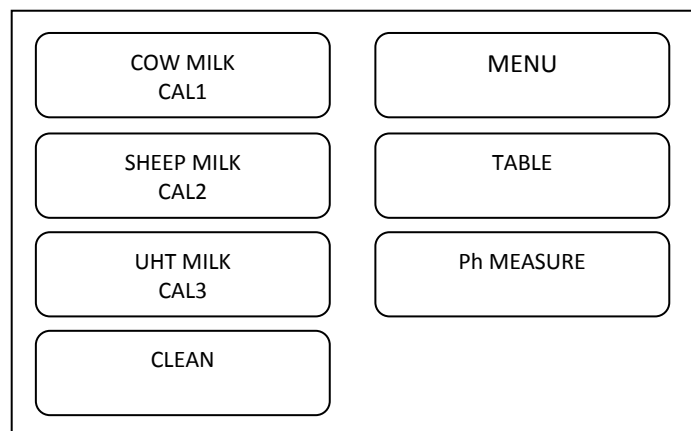 COW MILK
CAL1
MENU
SHEEP MILK
CAL2
TABLE
UHT MILK
CAL3
Ph MEASURE
CLEAN